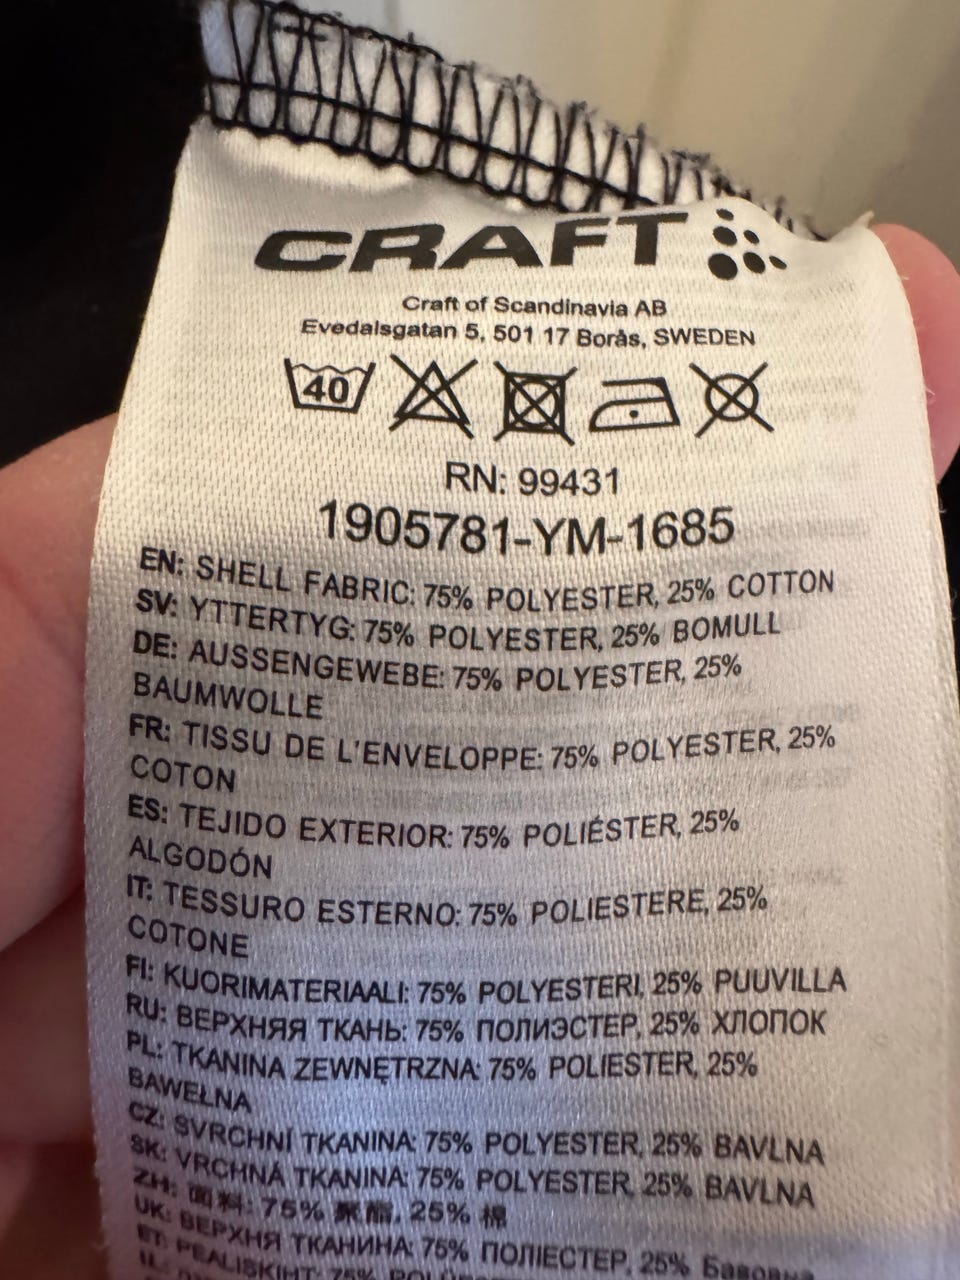 CRAFT
Craft of Scandinavia AB
Evedalsgatan 5, 501 17 Borås, SWEDEN
40
RN: 99431
1905781-YM-1685
EN: SHELL FABRIC: 75% POLYESTER, 25% COTTON
SV: YTTERTYG: 75% POLYESTER, 25% BOMULL
DE: AUSSENGEWEBE: 75% POLYESTER, 25%
BAUMWOLLE
FR: TISSU DE L'ENVELOPPE: 75% POLYESTER, 25%
COTON
ES: TEJIDO EXTERIOR: 75% POLIÉSTER, 25%
ALGODÓN
IT: TESSURO ESTERNO: 75% POLIESTERE, 25%
COTONE
FI: KUORIMATERIAALI: 75% POLYESTERI, 25% PUUVILLA
RU: ВЕРХНЯЯ ТКАНЬ: 75% ПОЛИЭСТЕР, 25% ХЛОПОК
PL: TKANINA ZEWNĘTRZNA: 75% POLIESTER, 25%
BAWEŁNA
CZ: SVRCHNÍ TKANINA: 75% POLYESTER, 25% BAVLNA
SK: VRCHNÁ TKANINA: 75% POLYESTER, 25% BAVLNA
ZH: 面料: 75% 聚酯, 25% 棉
UK: ВЕРХНЯ ТКАНИНА: 75% ПОЛІЕСТЕР, 25% Бавовна
ET: PEALISKIHT: 75%